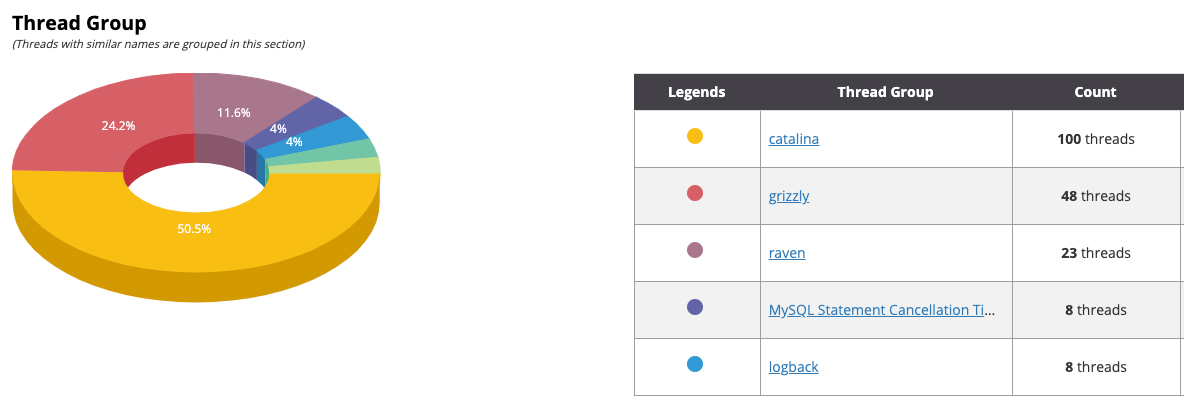 Thread Group
(Threads with similar names are grouped in this section)
24.2%
11.6%
4%
4%
50.5%
Legends Thread Group Count
catalina 100 threads
grizzly 48 threads
raven 23 threads
MySQL Statement Cancellation Ti... 8 threads
logback 8 threads